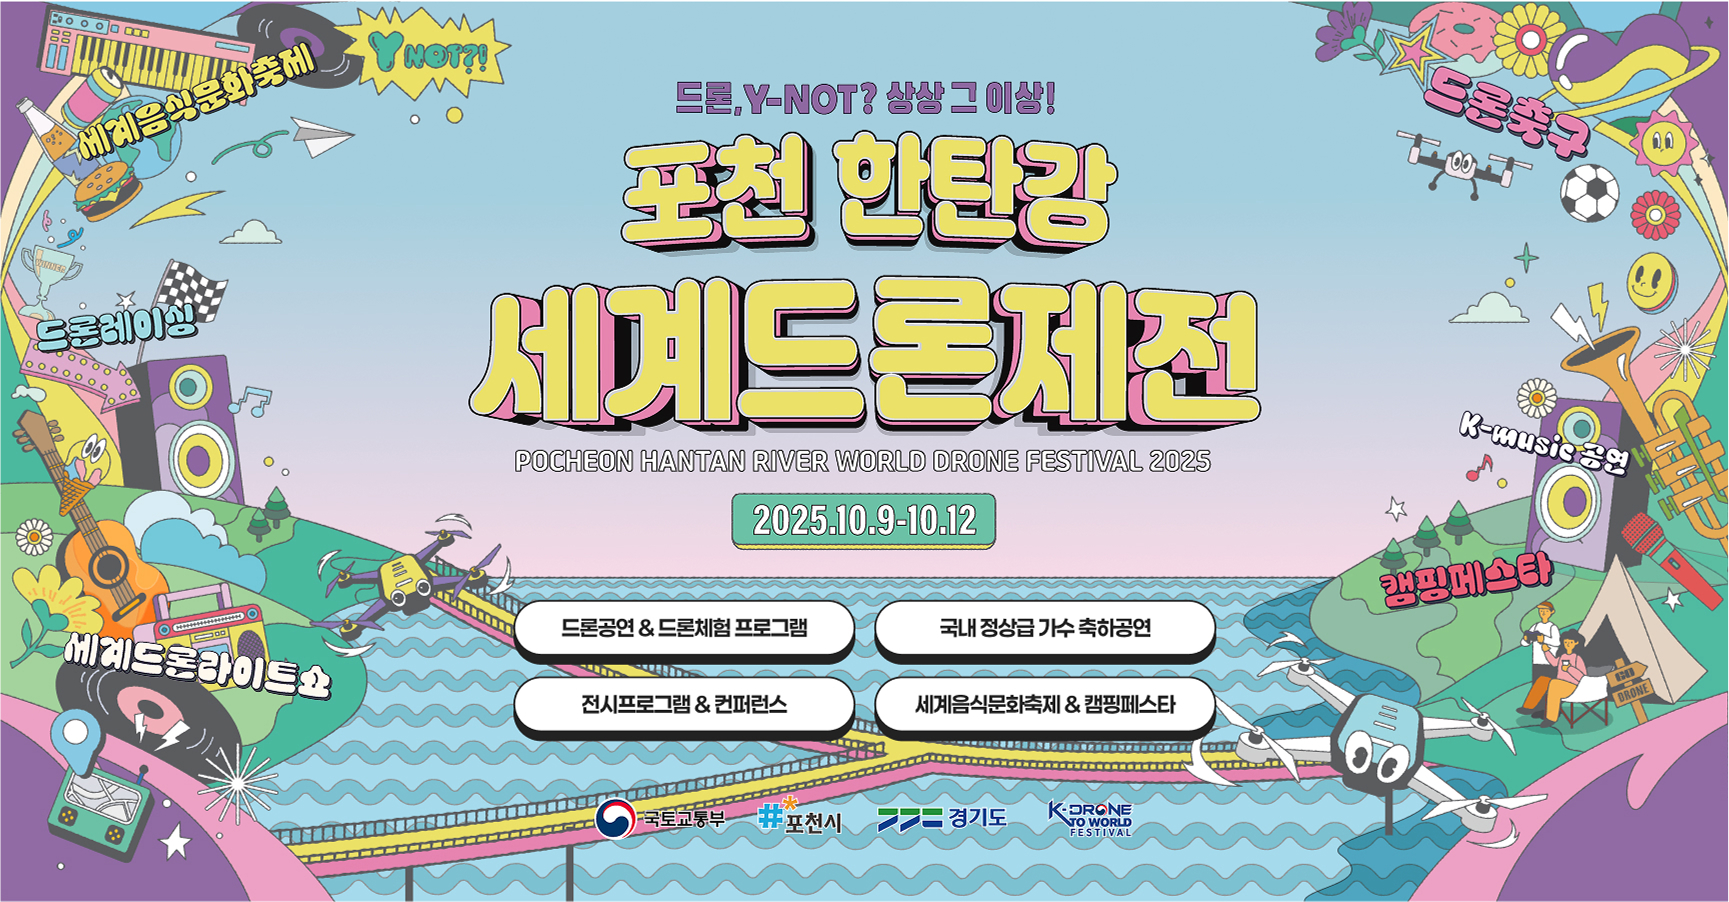 Y NOT?!
세계음식문화축제
드론, Y-NOT? 상상 그 이상!
드론축구
포천 한탄강
세계드론제전
WINNER
드론레이싱
POCHEON HANTAN RIVER WORLD DRONE FESTIVAL 2025
K-music 공연
2025.10.9-10.12
캠핑페스타
드론공연 & 드론체험 프로그램
국내 정상급 가수 축하공연
세계드론라이트쇼
전시프로그램 & 컨퍼런스
세계음식문화축제 & 캠핑페스타
GO
DRONE
국토교통부
포천시
경기도
K-DRONE
TO WORLD
FESTIVAL